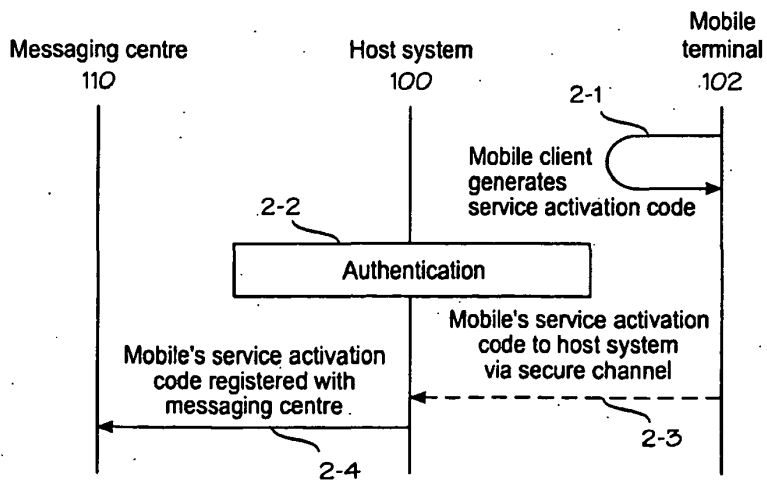 Messaging centre
110
Host system
100
Mobile
terminal
102
2-1
Mobile client
generates
service activation code
2-2
Authentication
Mobile's service activation
code to host system
via secure channel
2-3
Mobile's service activation
code registered with
messaging centre
2-4